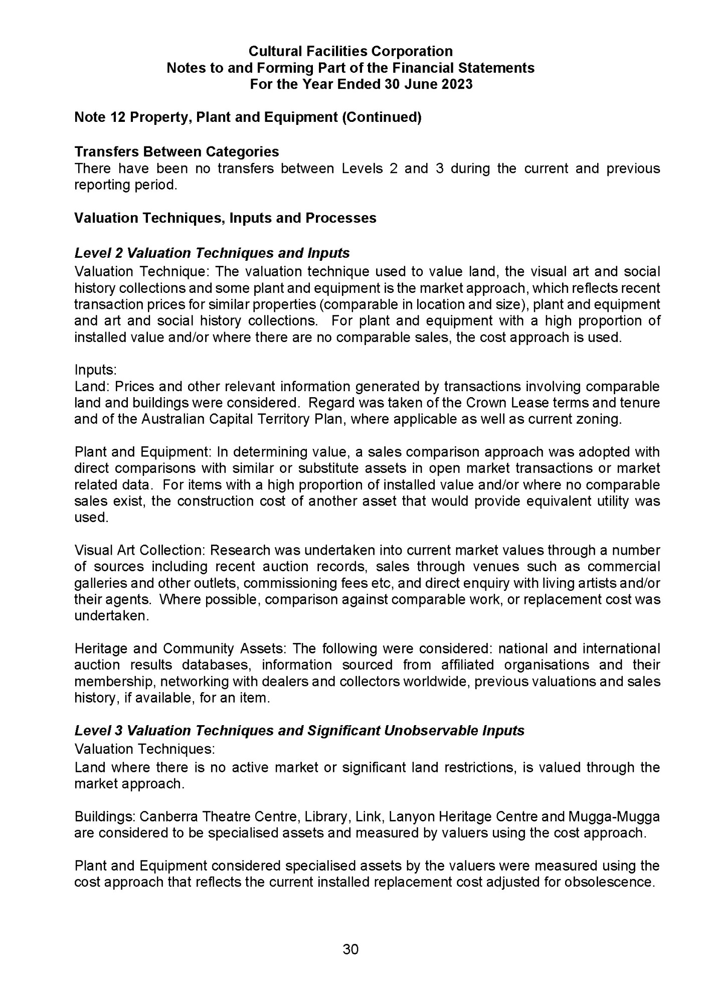 Cultural Facilities Corporation
Notes to and Forming Part of the Financial Statements
For the Year Ended 30 June 2023
Note 12 Property, Plant and Equipment (Continued)
Transfers Between Categories
There have been no transfers between Levels 2 and 3 during the current and previous
reporting period.
Valuation Techniques, Inputs and Processes
Level 2 Valuation Techniques and Inputs
Valuation Technique: The valuation technique used to value land, the visual art and social
history collections and some plant and equipment is the market approach, which reflects recent
transaction prices for similar properties (comparable in location and size), plant and equipment
and art and social history collections. For plant and equipment with a high proportion of
installed value and/or where there are no comparable sales, the cost approach is used.
Inputs:
Land: Prices and other relevant information generated by transactions involving comparable
land and buildings were considered. Regard was taken of the Crown Lease terms and tenure
and of the Australian Capital Territory Plan, where applicable as well as current zoning.
Plant and Equipment: In determining value, a sales comparison approach was adopted with
direct comparisons with similar or substitute assets in open market transactions or market
related data. For items with a high proportion of installed value and/or where no comparable
sales exist, the construction cost of another asset that would provide equivalent utility was
used.
Visual Art Collection: Research was undertaken into current market values through a number
of sources including recent auction records, sales through venues such as commercial
galleries and other outlets, commissioning fees etc, and direct enquiry with living artists and/or
their agents. Where possible, comparison against comparable work, or replacement cost was
undertaken.
Heritage and Community Assets: The following were considered: national and international
auction results databases, information sourced from affiliated organisations and their
membership, networking with dealers and collectors worldwide, previous valuations and sales
history, if available, for an item.
Level 3 Valuation Techniques and Significant Unobservable Inputs
Valuation Techniques:
Land where there is no active market or significant land restrictions, is valued through the
market approach.
Buildings: Canberra Theatre Centre, Library, Link, Lanyon Heritage Centre and Mugga-Mugga
are considered to be specialised assets and measured by valuers using the cost approach.
Plant and Equipment considered specialised assets by the valuers were measured using the
cost approach that reflects the current installed replacement cost adjusted for obsolescence.
30